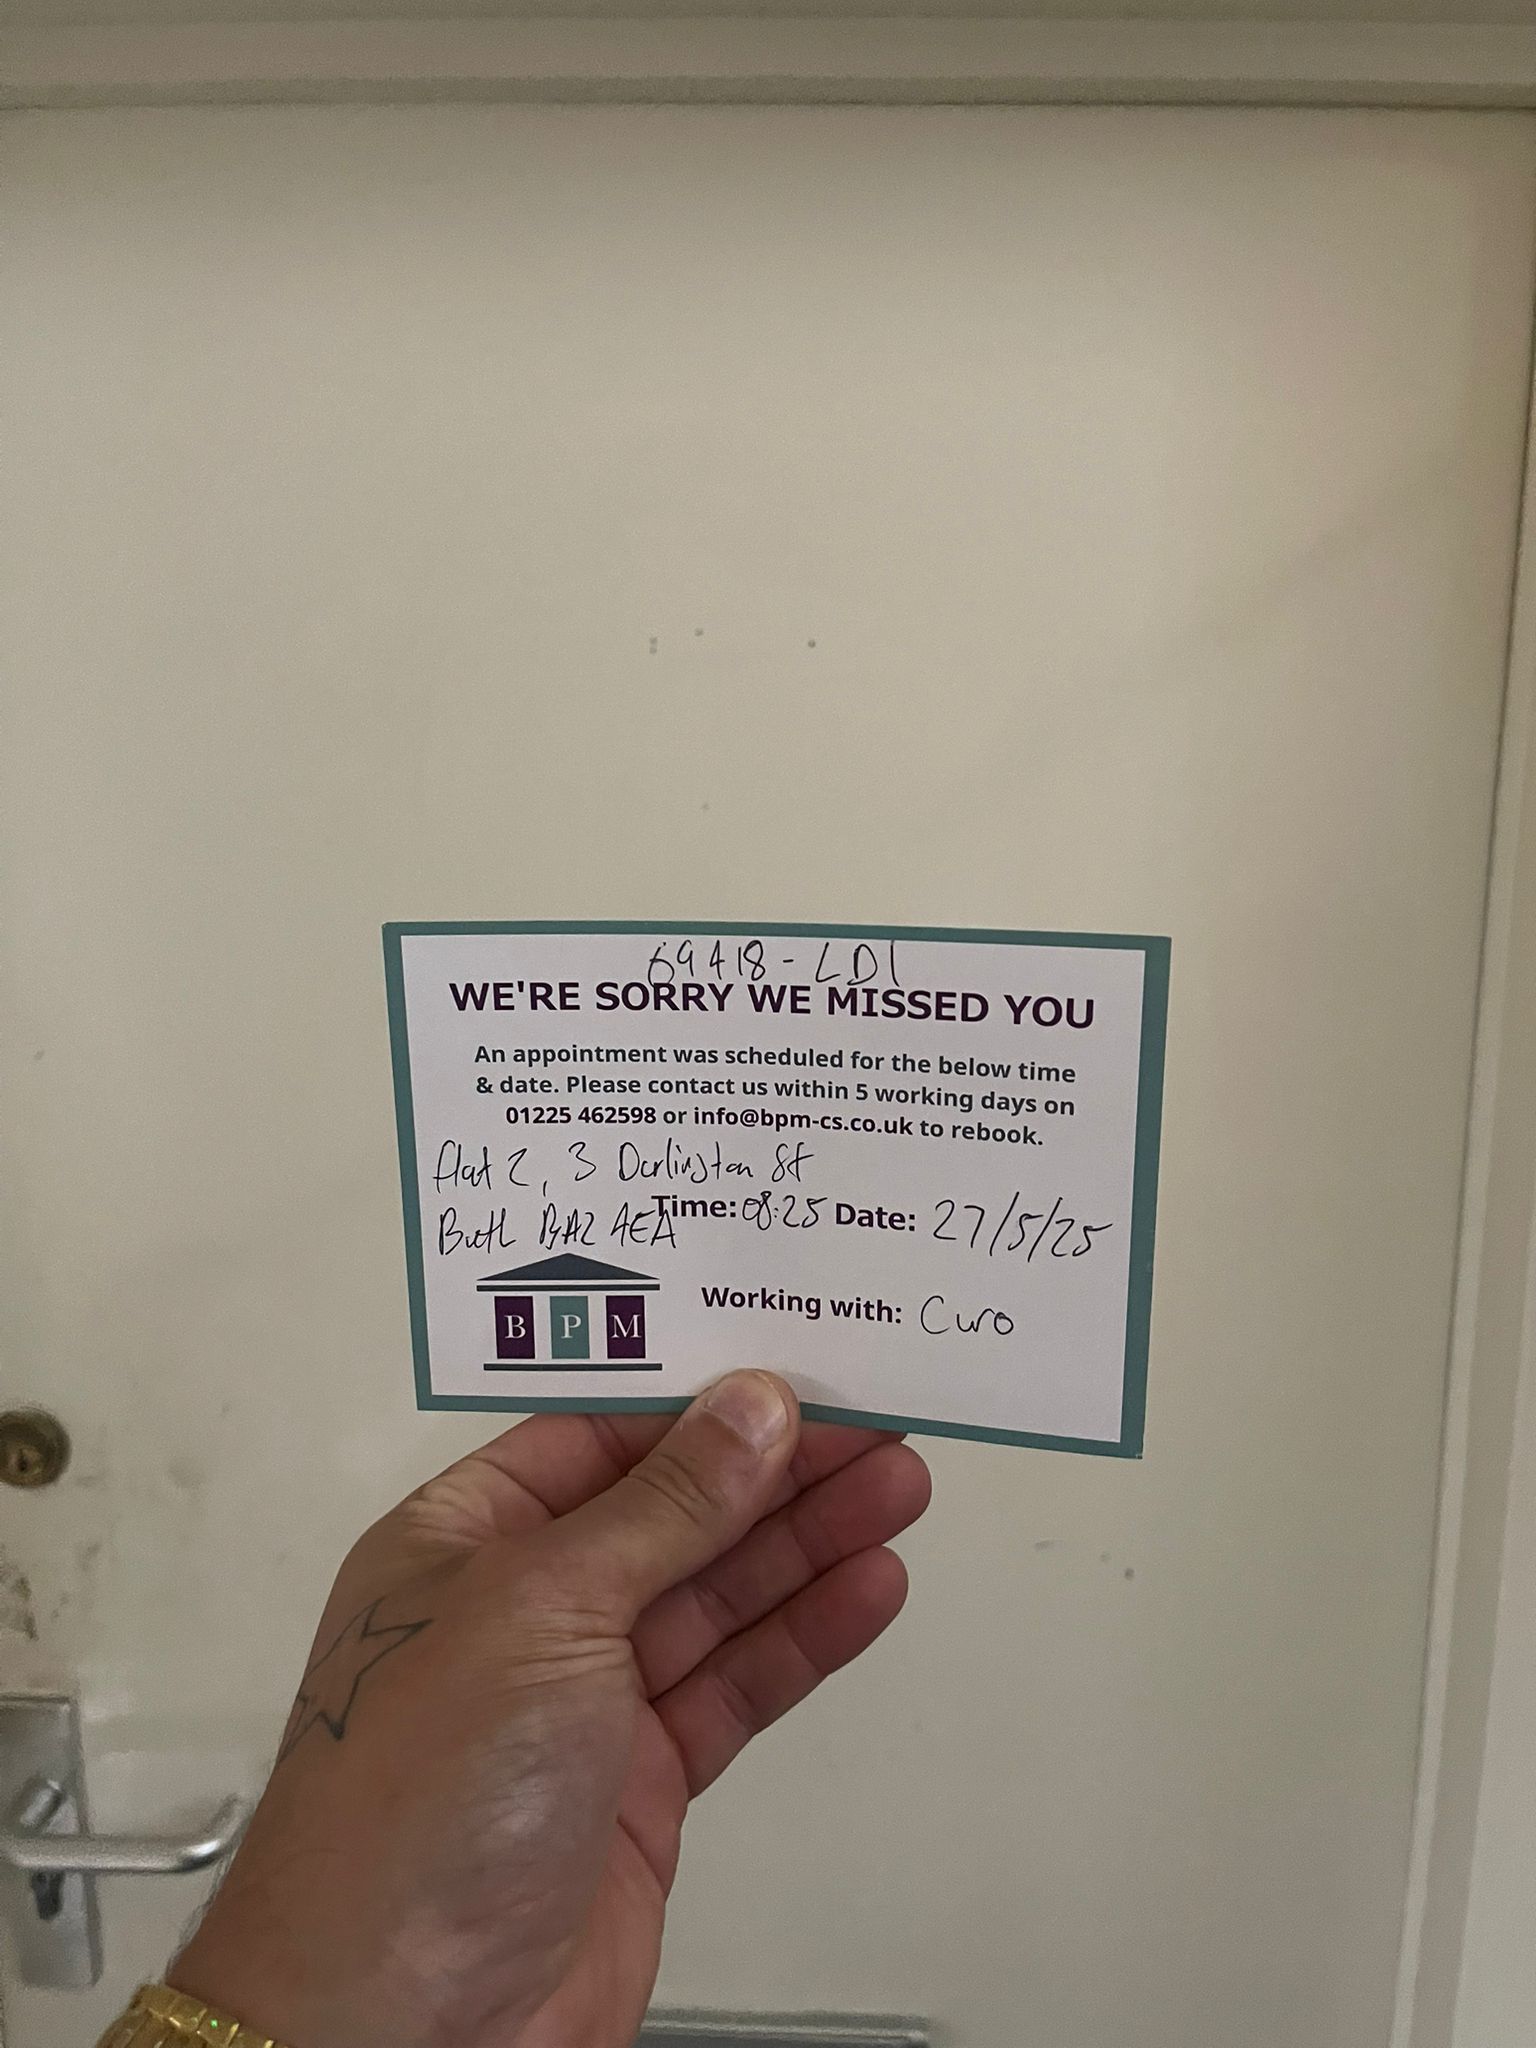 69418-LD1
WE'RE SORRY WE MISSED YOU
An appointment was scheduled for the below time
& date. Please contact us within 5 working days on
01225 462598 or info@bpm-cs.co.uk to rebook.
flat 2, 3 Darlington St
Bath BA2 4EA
Time: 08:25 Date: 27/5/25
Working with: Curo
B P M